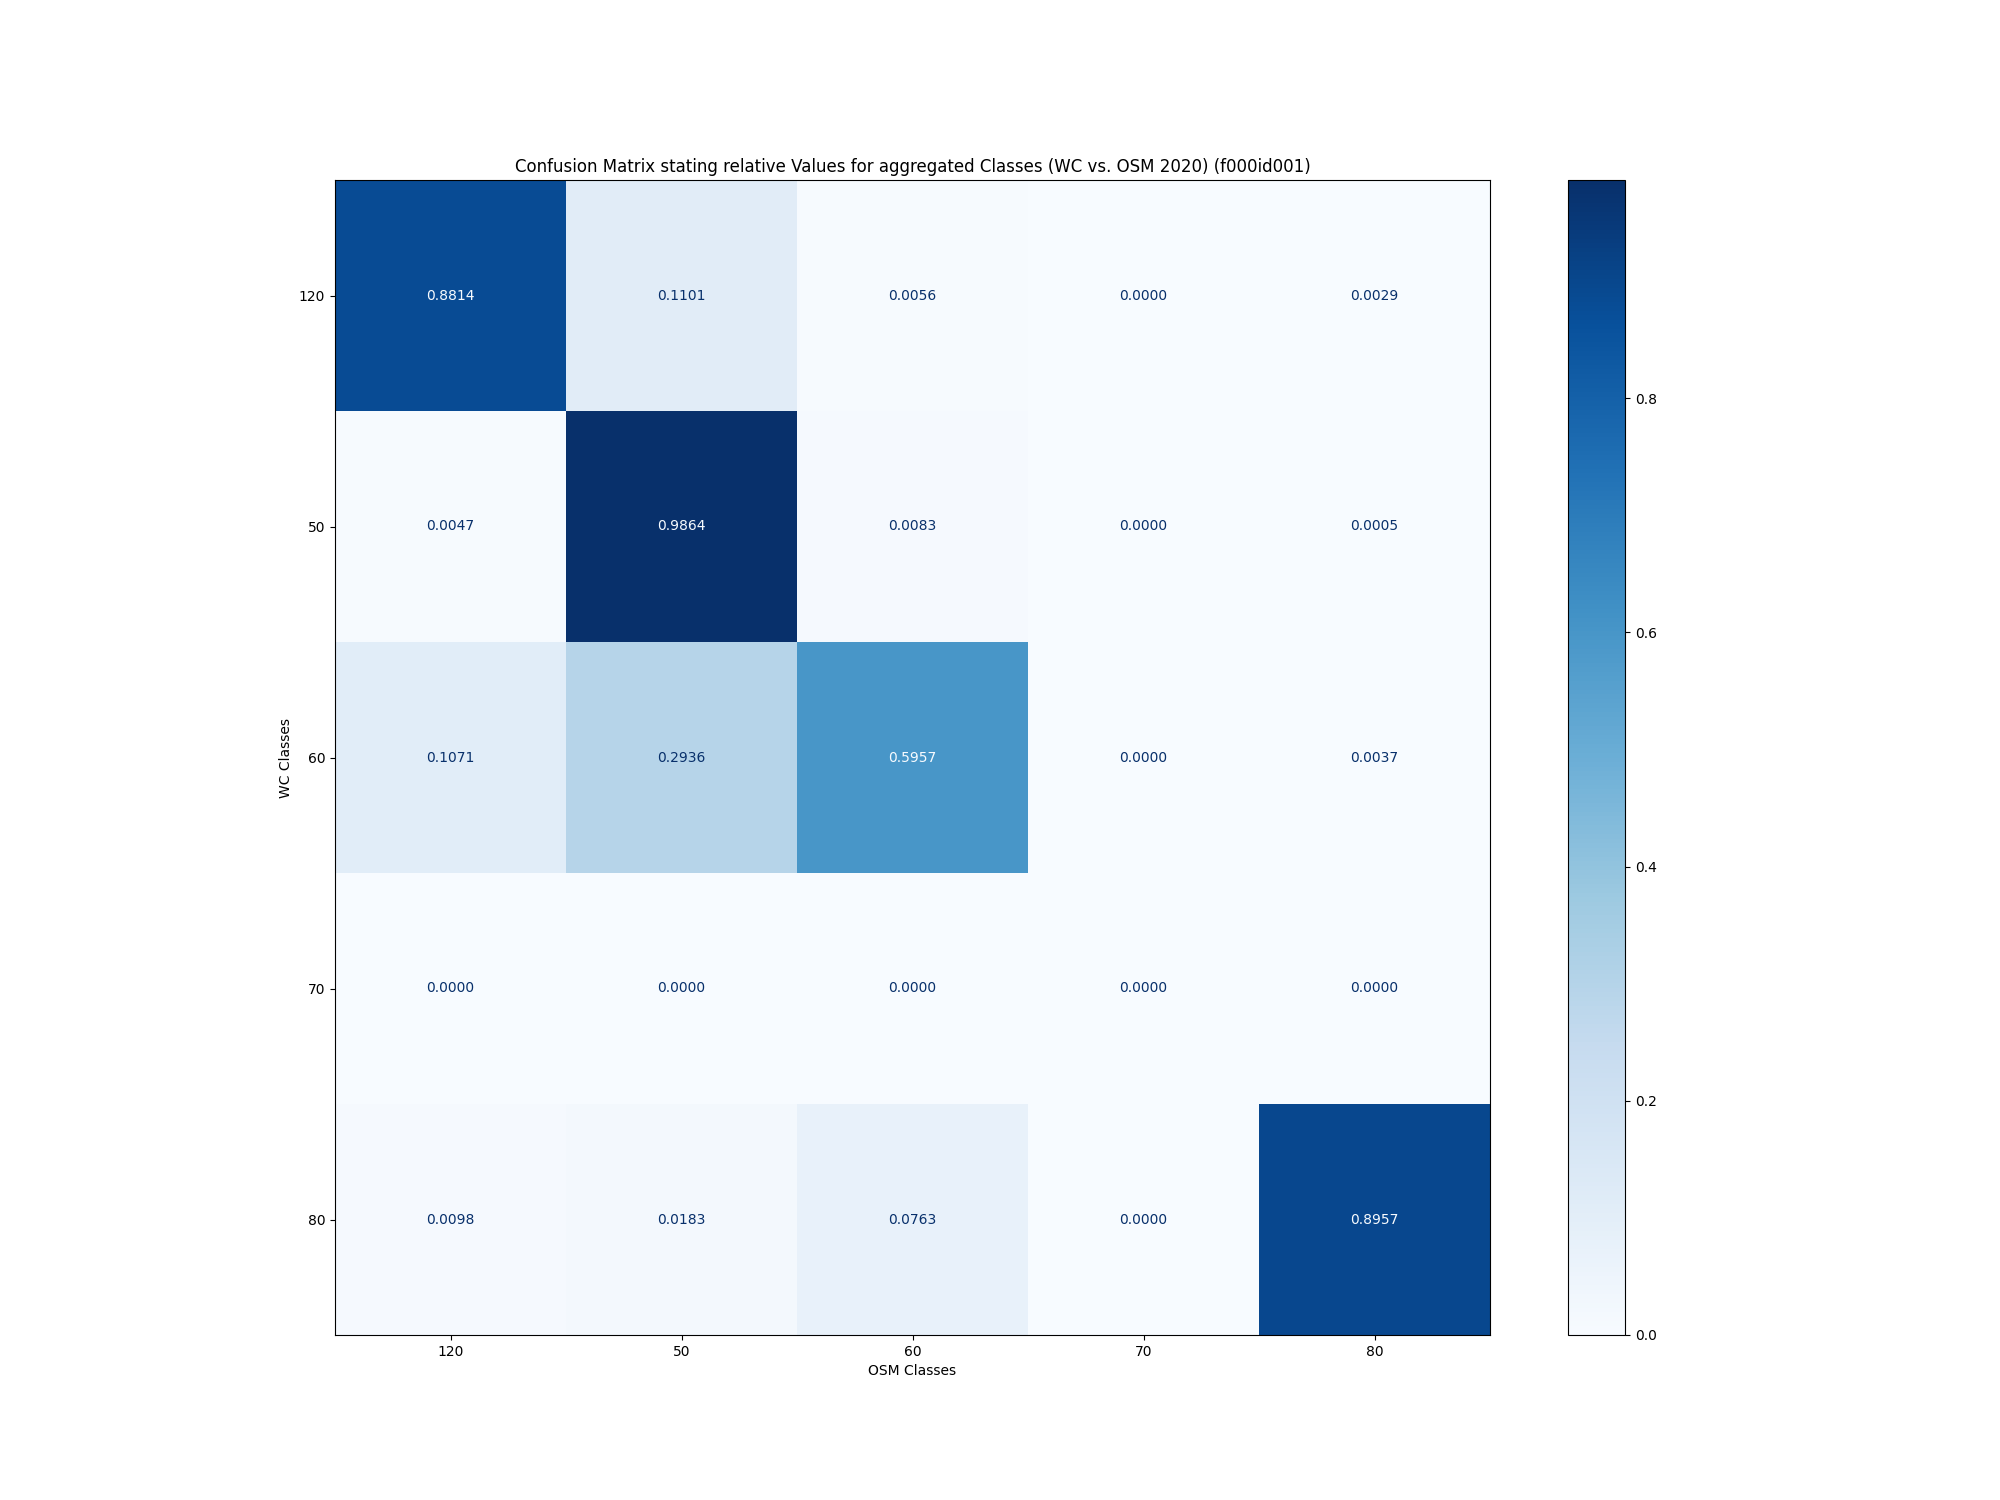 Confusion Matrix stating relative Values for aggregated Classes (WC vs. OSM 2020) (f000id001)
120 0.8814 0.1101 0.0056 0.0000 0.0029
0.8
50 0.0047 0.9864 0.0083 0.0000 0.0005
0.6
WC Classes
60 0.1071 0.2936 0.5957 0.0000 0.0037
0.4
70 0.0000 0.0000 0.0000 0.0000 0.0000
0.2
80 0.0098 0.0183 0.0763 0.0000 0.8957
0.0
120 50 60 70 80
OSM Classes